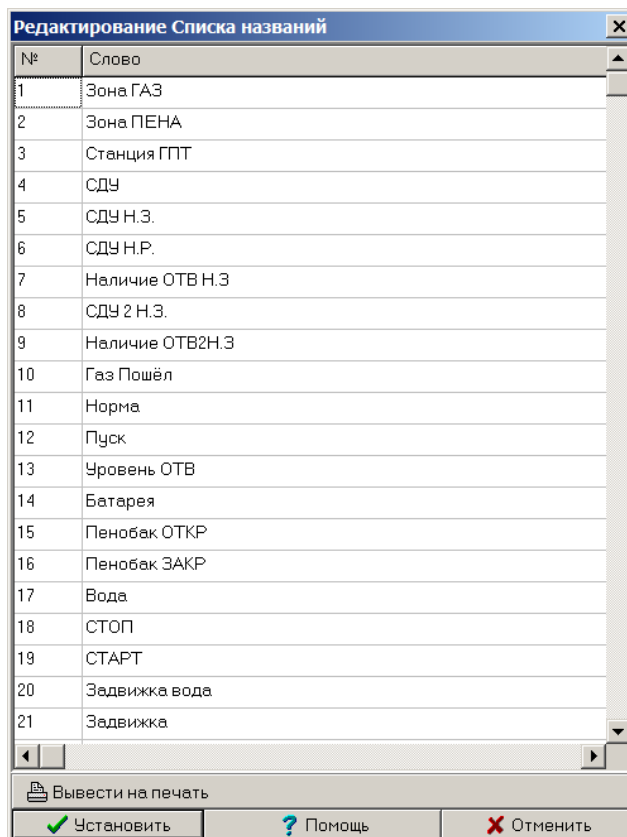 Редактирование Списка названий
№ Слово
1 Зона ГАЗ
2 Зона ПЕНА
3 Станция ГПТ
4 СДУ
5 СДУ Н.З.
6 СДУ Н.Р.
7 Наличие ОТВ Н.З
8 СДУ 2 Н.З.
9 Наличие ОТВ2Н.З
10 Газ Пошёл
11 Норма
12 Пуск
13 Уровень ОТВ
14 Батарея
15 Пенобак ОТКР
16 Пенобак ЗАКР
17 Вода
18 СТОП
19 СТАРТ
20 Задвижка вода
21 Задвижка
Вывести на печать
Установить ? Помощь Отменить